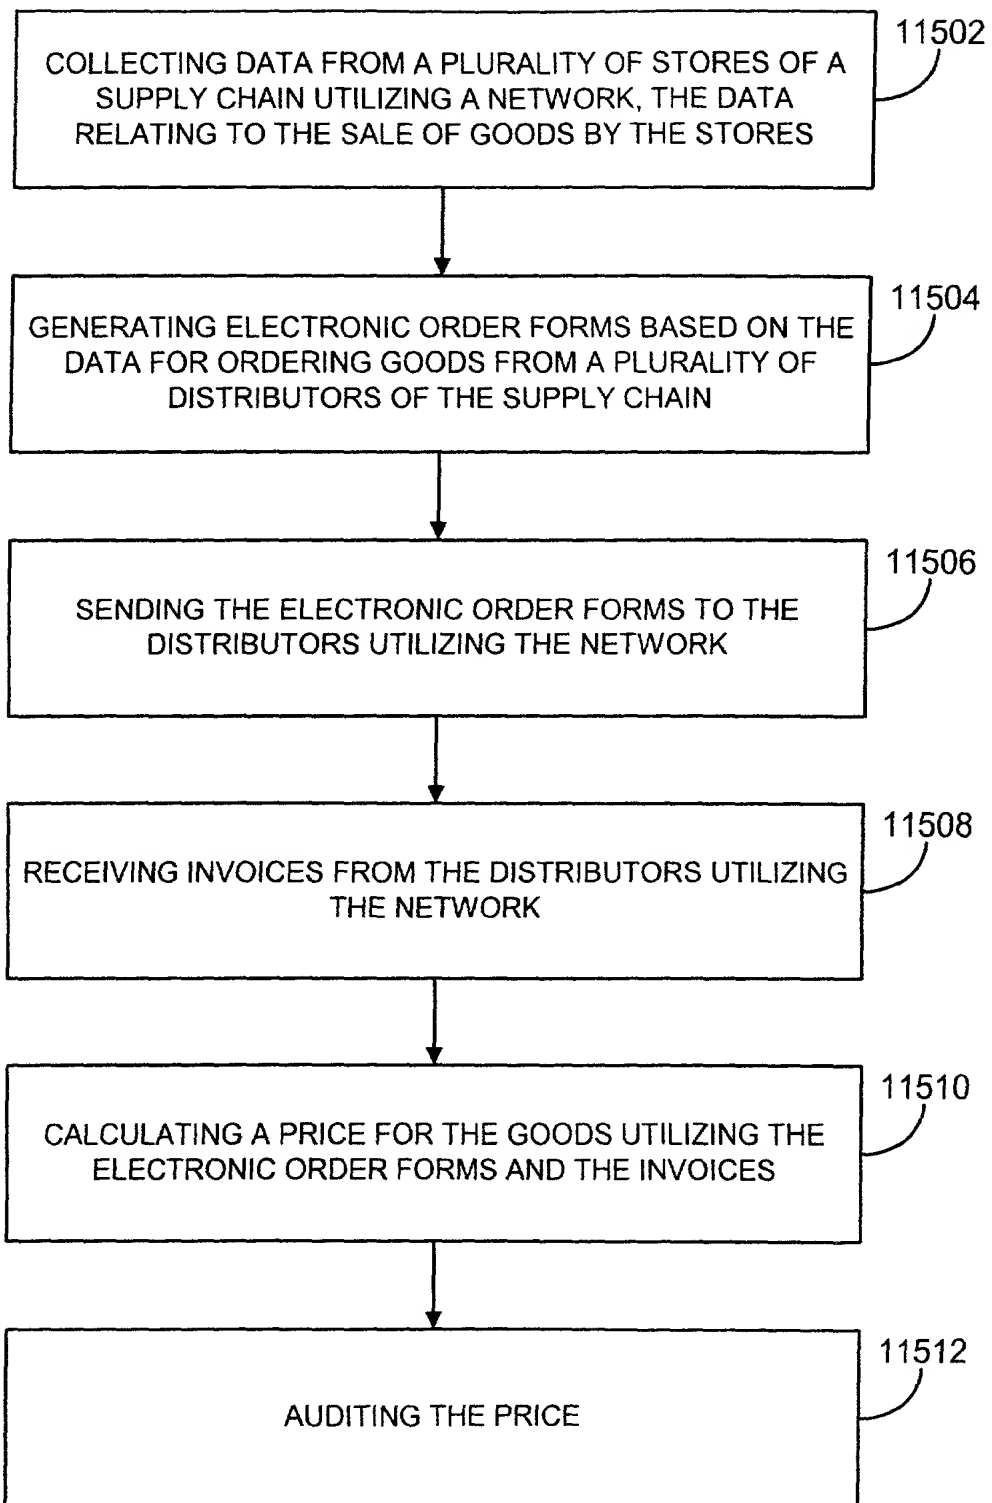 11502
COLLECTING DATA FROM A PLURALITY OF STORES OF A
SUPPLY CHAIN UTILIZING A NETWORK, THE DATA
RELATING TO THE SALE OF GOODS BY THE STORES
11504
GENERATING ELECTRONIC ORDER FORMS BASED ON THE
DATA FOR ORDERING GOODS FROM A PLURALITY OF
DISTRIBUTORS OF THE SUPPLY CHAIN
11506
SENDING THE ELECTRONIC ORDER FORMS TO THE
DISTRIBUTORS UTILIZING THE NETWORK
11508
RECEIVING INVOICES FROM THE DISTRIBUTORS UTILIZING
THE NETWORK
11510
CALCULATING A PRICE FOR THE GOODS UTILIZING THE
ELECTRONIC ORDER FORMS AND THE INVOICES
11512
AUDITING THE PRICE